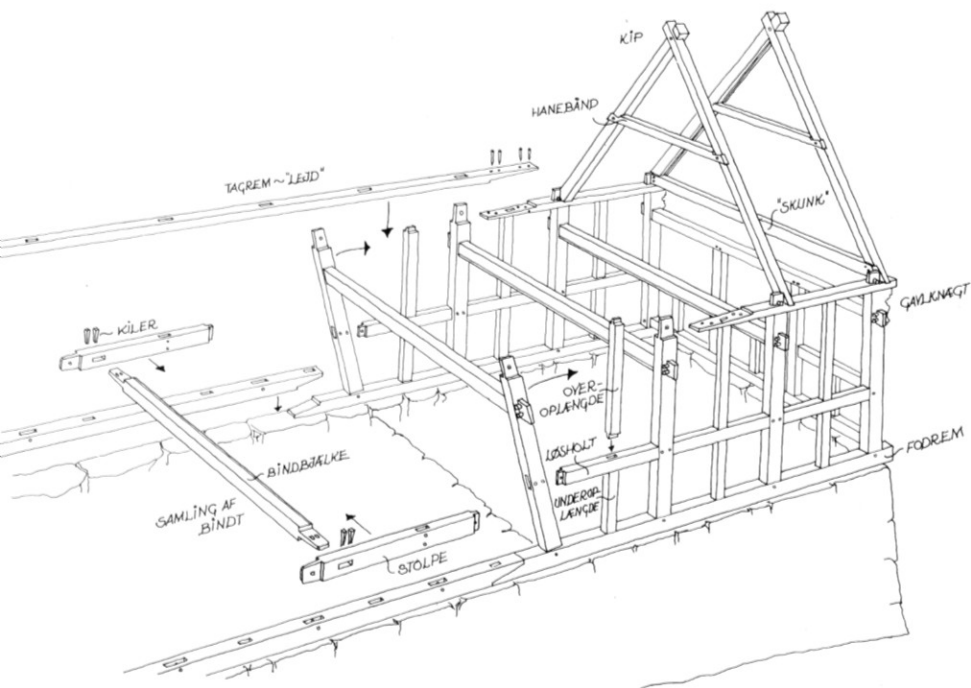 KIP
HANEBÅND
TAGREM ~ "LEJD"
"SKUNK"
GAVLKNÆGT
KILER
OVER-
OPLÆNGDE
LØSHOLT
FODREM
BINDBJÆLKE
UNDEROP
LÆNGDE
SAMLING AF
BINDT
STOLPE